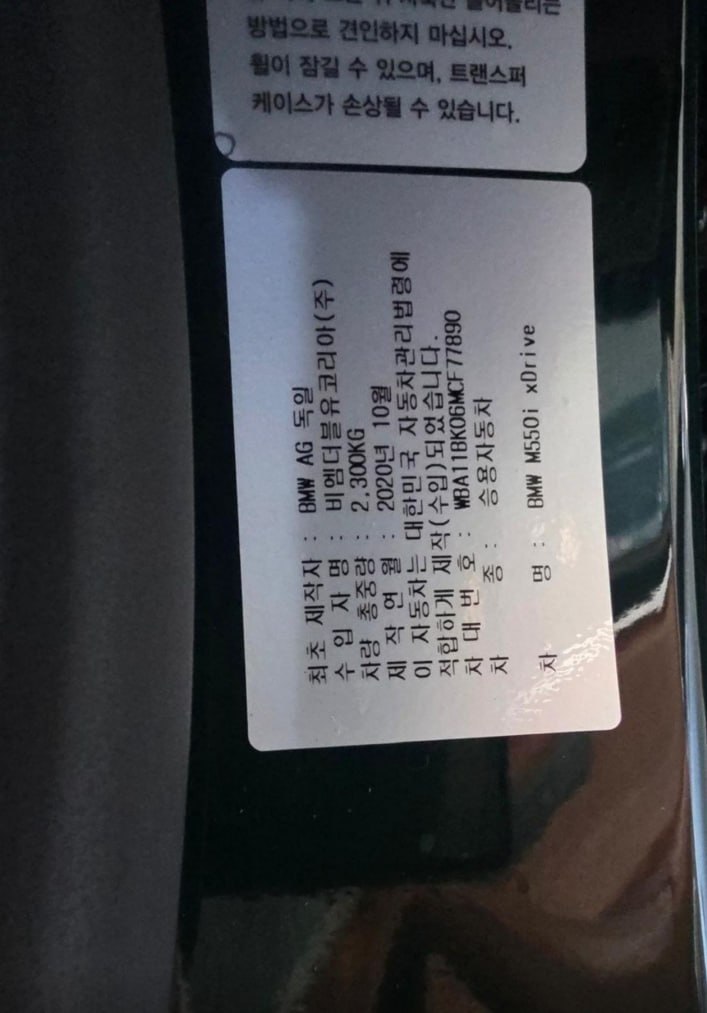 방법으로 견인하지 마십시오.
휠이 잠길 수 있으며, 트랜스퍼
케이스가 손상될 수 있습니다.
최초 제작자 : BMW AG 독일
수 입 자 명 : 비엠더블유코리아(주)
차량 총중량 : 2,300KG
제 작 연 월 : 2020년 10월
이 자동차는 대한민국 자동차관리법령에
적합하게 제작(수입)되었습니다.
차 대 번 호 : WBA11BK06MCF77890
차 종 : 승용자동차
차 명 : BMW M550i xDrive